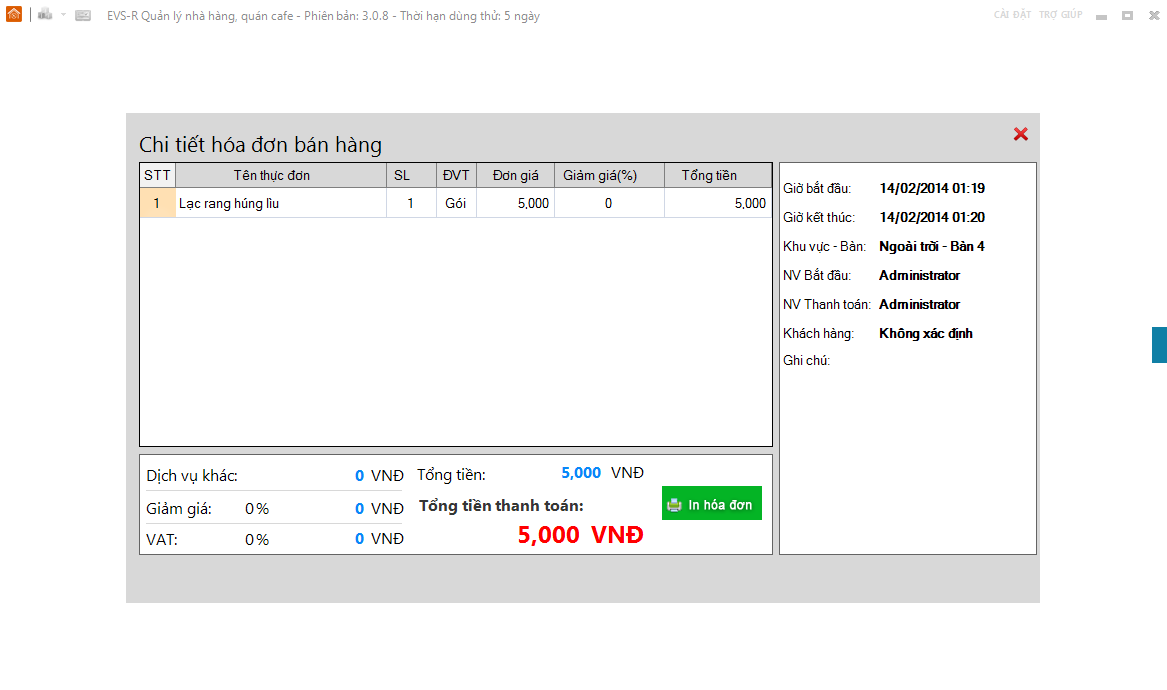 EVS-R Quản lý nhà hàng, quán cafe - Phiên bản: 3.0.8 - Thời hạn dùng thử: 5 ngày
CÀI ĐẶT TRỢ GIÚP
Chi tiết hóa đơn bán hàng
STT Tên thực đơn SL ĐVT Đơn giá Giảm giá(%) Tổng tiền
1 Lạc rang húng lìu 1 Gói 5,000 0 5,000
Giờ bắt đầu: 14/02/2014 01:19
Giờ kết thúc: 14/02/2014 01:20
Khu vực - Bàn: Ngoài trời - Bàn 4
NV Bắt đầu: Administrator
NV Thanh toán: Administrator
Khách hàng: Không xác định
Ghi chú:
Dịch vụ khác: 0 VNĐ
Giảm giá: 0 % 0 VNĐ
VAT: 0 % 0 VNĐ
Tổng tiền: 5,000 VNĐ
Tổng tiền thanh toán:
5,000 VNĐ
In hóa đơn